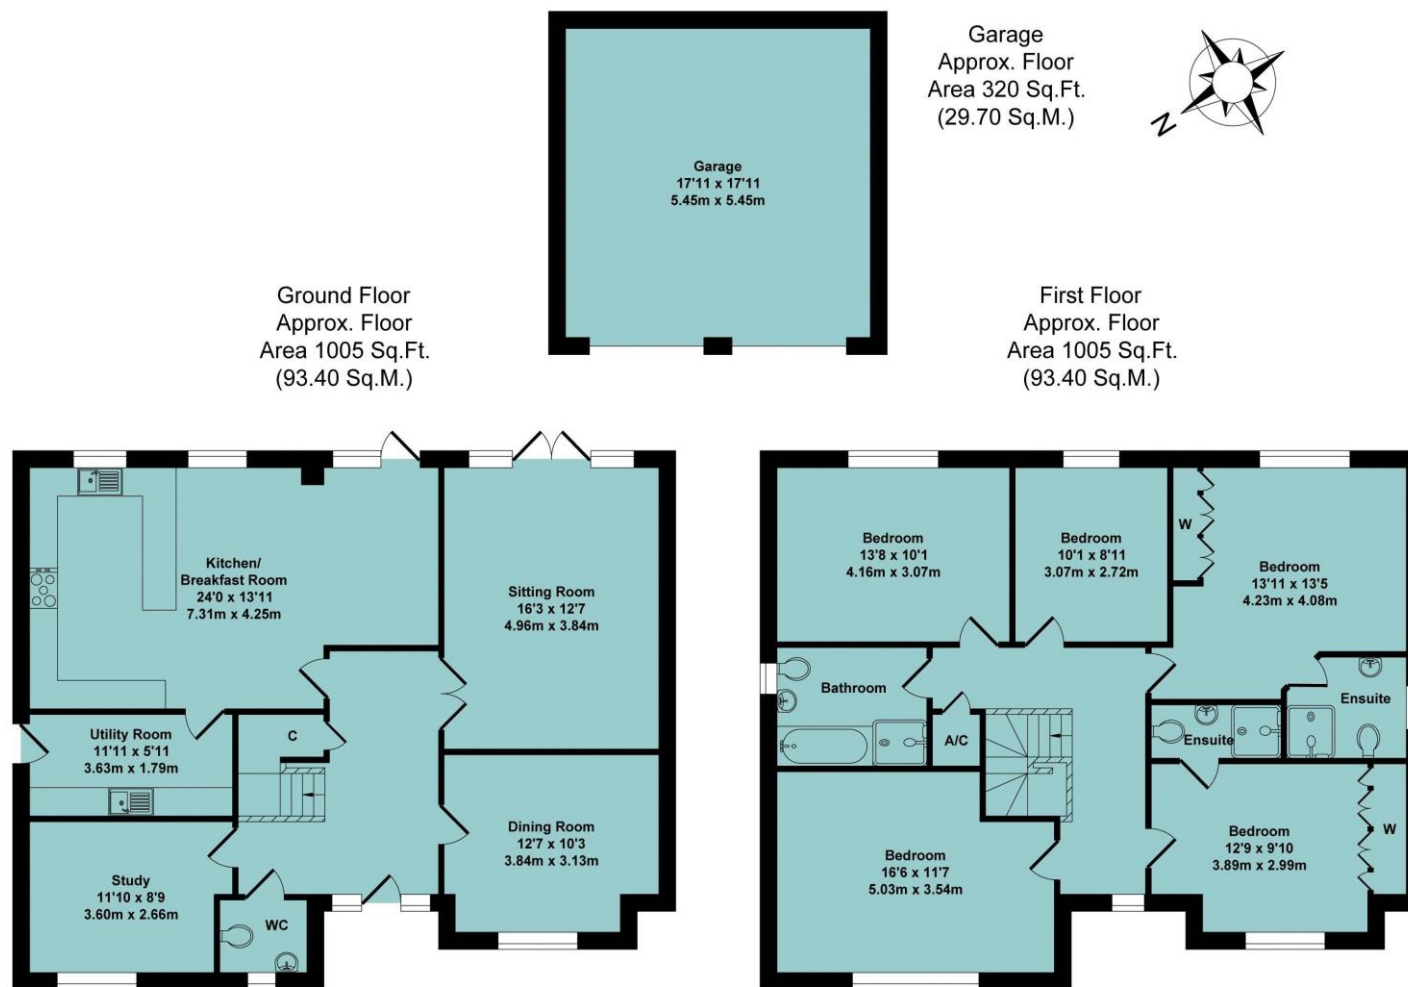 Garage
Approx. Floor
Area 320 Sq.Ft.
(29.70 Sq.M.)
N
Garage
17'11 x 17'11
5.45m x 5.45m
Ground Floor
Approx. Floor
Area 1005 Sq.Ft.
(93.40 Sq.M.)
First Floor
Approx. Floor
Area 1005 Sq.Ft.
(93.40 Sq.M.)
Kitchen/
Breakfast Room
24'0 x 13'11
7.31m x 4.25m
Sitting Room
16'3 x 12'7
4.96m x 3.84m
Utility Room
11'11 x 5'11
3.63m x 1.79m
C
Dining Room
12'7 x 10'3
3.84m x 3.13m
Study
11'10 x 8'9
3.60m x 2.66m
WC
Bedroom
13'8 x 10'1
4.16m x 3.07m
Bedroom
10'1 x 8'11
3.07m x 2.72m
W
Bedroom
13'11 x 13'5
4.23m x 4.08m
Bathroom
A/C
Ensuite
Ensuite
Bedroom
16'6 x 11'7
5.03m x 3.54m
Bedroom
12'9 x 9'10
3.89m x 2.99m
W